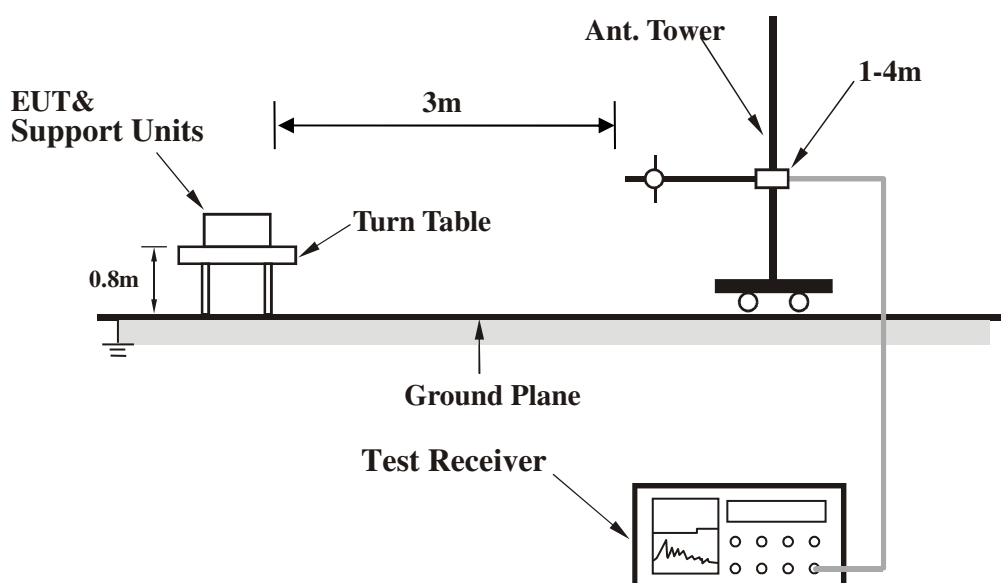 Ant. Tower
1-4m
EUT&
Support Units
3m
Turn Table
0.8m
Ground Plane
Test Receiver